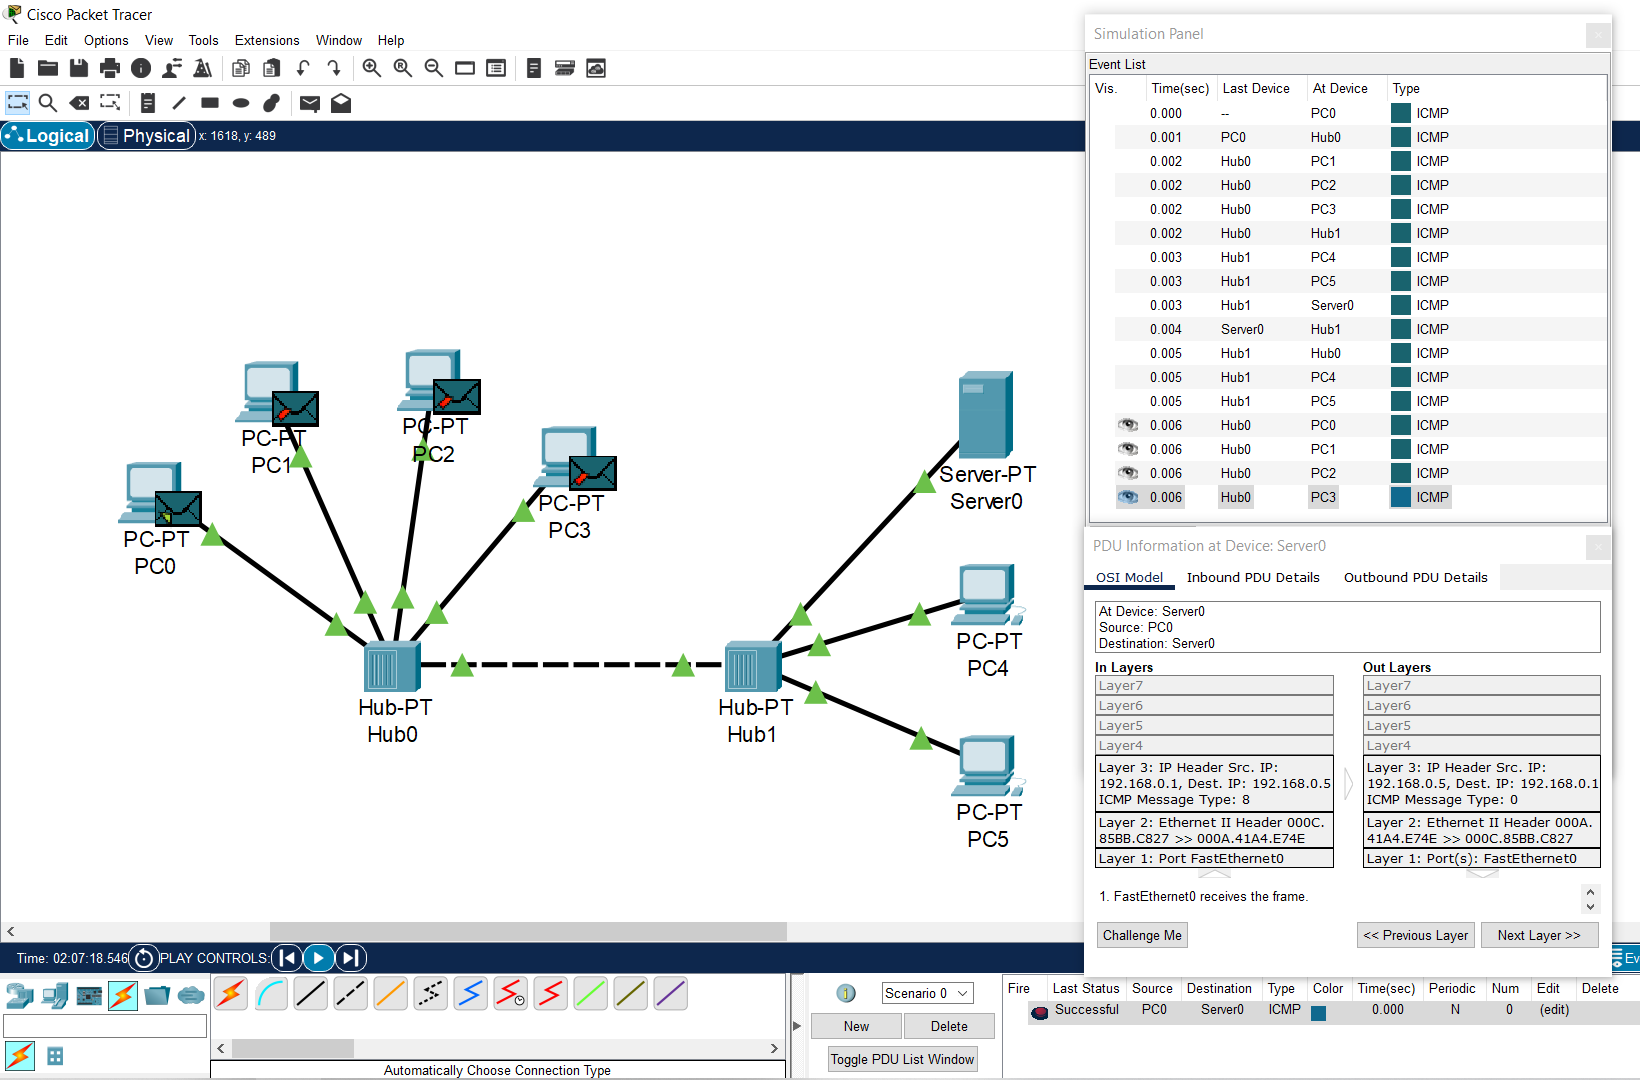 Cisco Packet Tracer
File Edit Options View Tools Extensions Window Help
Logical Physical x: 1618, y: 489
PC-PT
PC1
PC-PT
PC2
PC-PT
PC3
PC-PT
PC0
Server-PT
Server0
PC-PT
PC4
Hub-PT
Hub0
Hub-PT
Hub1
PC-PT
PC5
Simulation Panel
Event List
Vis. Time(sec) Last Device At Device Type
0.000 -- PC0 ICMP
0.001 PC0 Hub0 ICMP
0.002 Hub0 PC1 ICMP
0.002 Hub0 PC2 ICMP
0.002 Hub0 PC3 ICMP
0.002 Hub0 Hub1 ICMP
0.003 Hub1 PC4 ICMP
0.003 Hub1 PC5 ICMP
0.003 Hub1 Server0 ICMP
0.004 Server0 Hub1 ICMP
0.005 Hub1 Hub0 ICMP
0.005 Hub1 PC4 ICMP
0.005 Hub1 PC5 ICMP
0.006 Hub0 PC0 ICMP
0.006 Hub0 PC1 ICMP
0.006 Hub0 PC2 ICMP
0.006 Hub0 PC3 ICMP
PDU Information at Device: Server0
OSI Model Inbound PDU Details Outbound PDU Details
At Device: Server0
Source: PC0
Destination: Server0
In Layers
Layer7
Layer6
Layer5
Layer4
Layer 3: IP Header Src. IP:
192.168.0.1, Dest. IP: 192.168.0.5
ICMP Message Type: 8
Layer 2: Ethernet II Header 000C.
85BB.C827 >> 000A.41A4.E74E
Layer 1: Port FastEthernet0
Out Layers
Layer7
Layer6
Layer5
Layer4
Layer 3: IP Header Src. IP:
192.168.0.5, Dest. IP: 192.168.0.1
ICMP Message Type: 0
Layer 2: Ethernet II Header 000A.
41A4.E74E >> 000C.85BB.C827
Layer 1: Port(s): FastEthernet0
1. FastEthernet0 receives the frame.
Challenge Me << Previous Layer Next Layer >>
Time: 02:07:18.546 PLAY CONTROLS: Ev
Scenario 0
New Delete
Toggle PDU List Window
Fire Last Status Source Destination Type Color Time(sec) Periodic Num Edit Delete
Successful PC0 Server0 ICMP 0.000 N 0 (edit)
Automatically Choose Connection Type